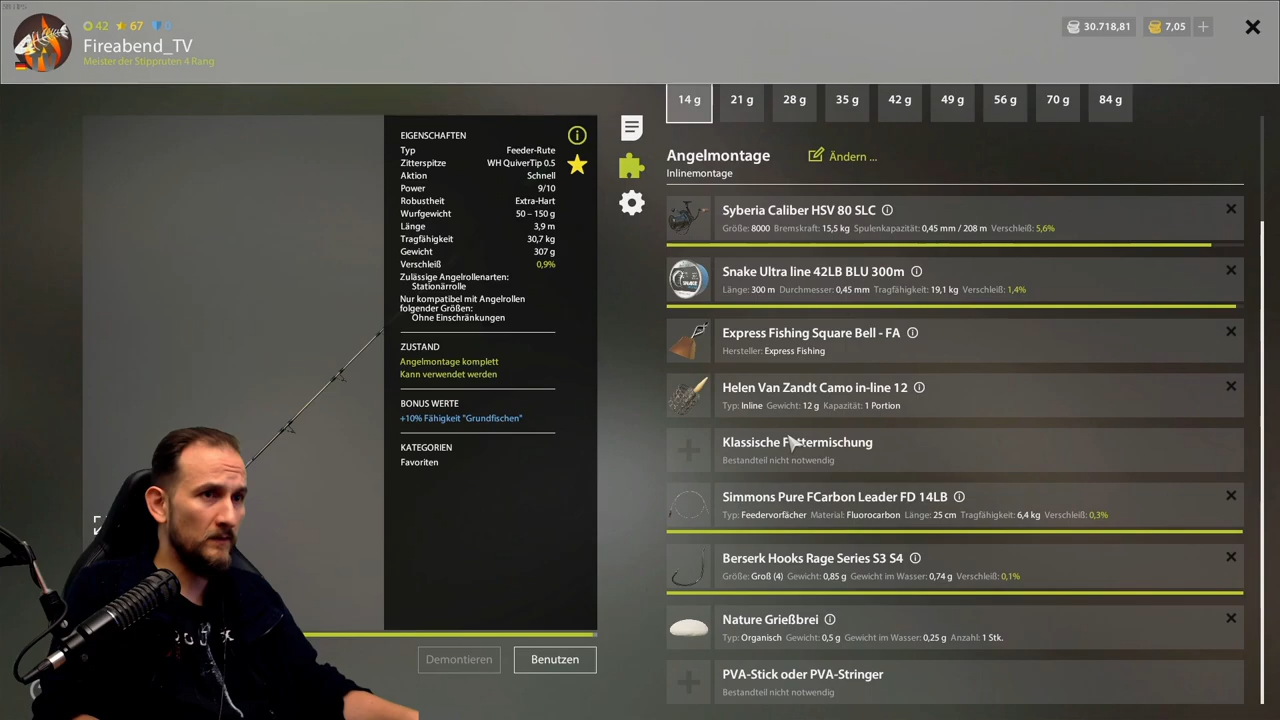 42 67
Fireabend_TV
Meister der Stippruten 4 Rang
30.718,81 7,05
14 g 21 g 28 g 35 g 42 g 49 g 56 g 70 g 84 g
EIGENSCHAFTEN
Typ Feeder-Rute
Zitterspitze WH QuiverTip 0.5
Aktion Schnell
Power 9/10
Robustheit Extra-Hart
Wurfgewicht 50 – 150 g
Länge 3,9 m
Tragfähigkeit 30,7 kg
Gewicht 307 g
Verschleiß 0,9%
Zulässige Angelrollenarten:
Stationärrolle
Nur kompatibel mit Angelrollen
folgender Größen:
Ohne Einschränkungen
ZUSTAND
Angelmontage komplett
Kann verwendet werden
BONUS WERTE
+10% Fähigkeit "Grundfischen"
KATEGORIEN
Favoriten
Demontieren Benutzen
Angelmontage Ändern ...
Inlinemontage
Syberia Caliber HSV 80 SLC
Größe: 8000 Bremskraft: 15,5 kg Spulenkapazität: 0,45 mm / 208 m Verschleiß: 5,6%
Snake Ultra line 42LB BLU 300m
Länge: 300 m Durchmesser: 0,45 mm Tragfähigkeit: 19,1 kg Verschleiß: 1,4%
Express Fishing Square Bell - FA
Hersteller: Express Fishing
Helen Van Zandt Camo in-line 12
Typ: Inline Gewicht: 12 g Kapazität: 1 Portion
Klassische Futtermischung
Bestandteil nicht notwendig
Simmons Pure FCarbon Leader FD 14LB
Typ: Feedervorfächer Material: Fluorocarbon Länge: 25 cm Tragfähigkeit: 6,4 kg Verschleiß: 0,3%
Berserk Hooks Rage Series S3 S4
Größe: Groß (4) Gewicht: 0,85 g Gewicht im Wasser: 0,74 g Verschleiß: 0,1%
Nature Grießbrei
Typ: Organisch Gewicht: 0,5 g Gewicht im Wasser: 0,25 g Anzahl: 1 Stk.
PVA-Stick oder PVA-Stringer
Bestandteil nicht notwendig